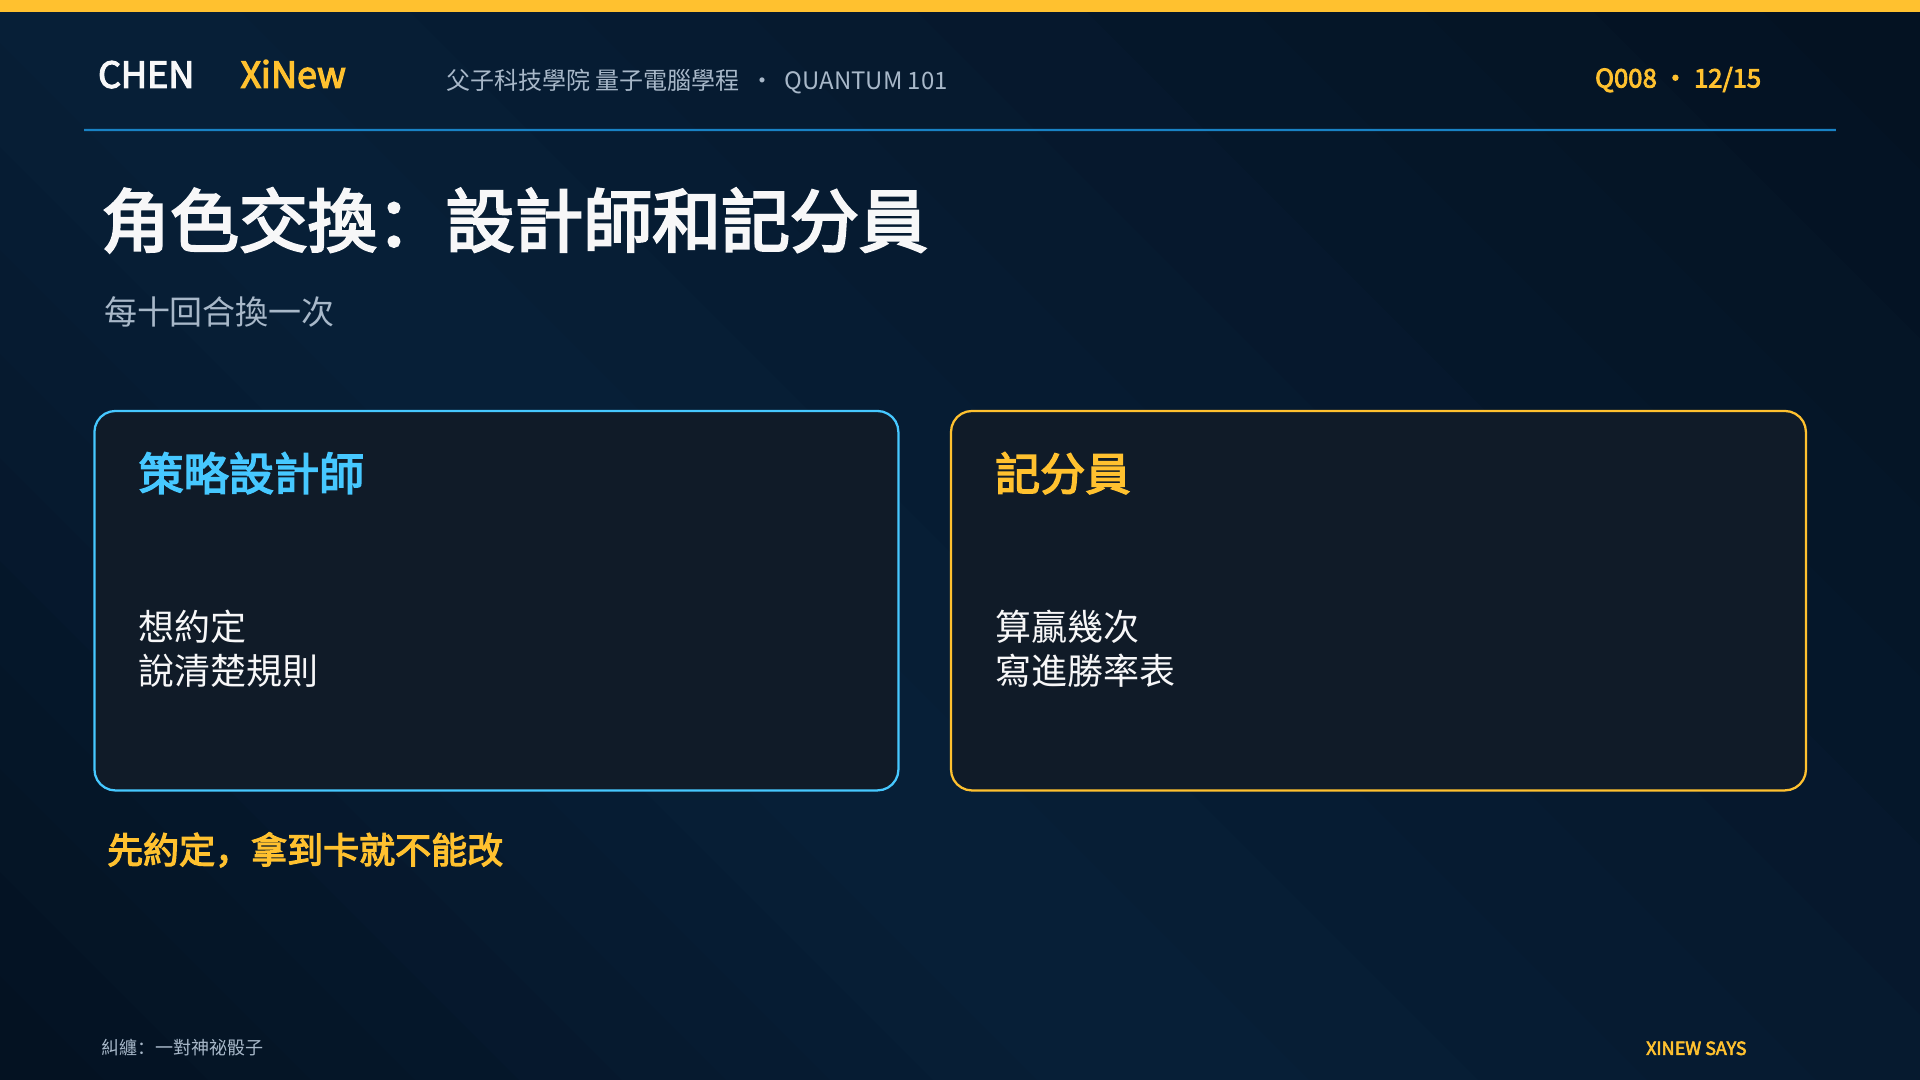 CHEN XiNew 父子科技學院 量子電腦學程 · QUANTUM 101 Q008 · 12/15
角色交換：設計師和記分員
每十回合換一次
策略設計師
想約定
說清楚規則
記分員
算贏幾次
寫進勝率表
先約定，拿到卡就不能改
糾纏：一對神祕骰子
XINEW SAYS